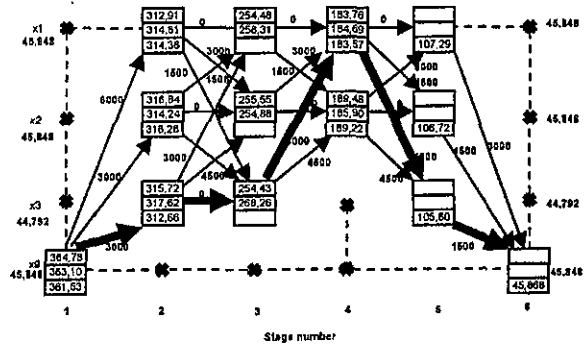 312,91 254,48 183,76
x1 0 0 45,848
45,848 314,51 258,31 184,69
314,36 183,57 107,29
3000 3000
1500 1500
6000 1500
316,84 255,55 189,48
x2 314,24 0 254,88 185,90 45,848
45,848 316,26 189,22 106,72
3000 3000 4500 3000
315,72 4500 254,43 4500
x3 317,62 0 269,26 44,792
44,792 312,66 105,60
3000 1500
x9 364,78
45,848 363,10 45,848
361,53 45,868
1 2 3 4 5 6
Stage number